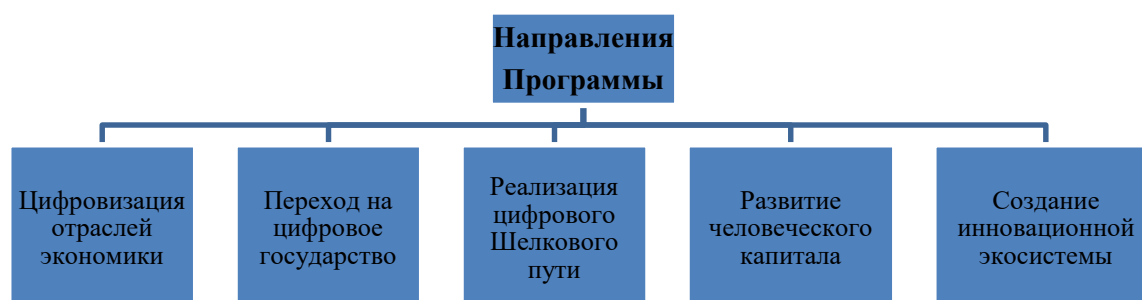 Направления
Программы
Цифровизация
отраслей
экономики
Переход на
цифровое
государство
Реализация
цифрового
Шелкового
пути
Развитие
человеческого
капитала
Создание
инновационной
экосистемы